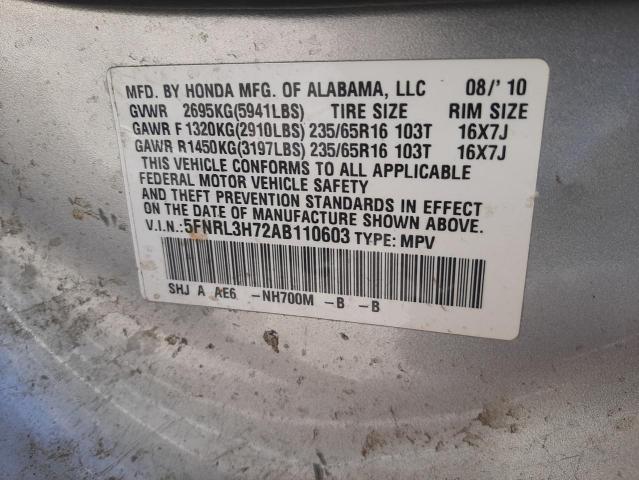 MFD. BY HONDA MFG. OF ALABAMA, LLC 08/' 10
GVWR 2695KG(5941LBS) TIRE SIZE RIM SIZE
GAWR F 1320KG(2910LBS) 235/65R16 103T 16X7J
GAWR R1450KG(3197LBS) 235/65R16 103T 16X7J
THIS VEHICLE CONFORMS TO ALL APPLICABLE
FEDERAL MOTOR VEHICLE SAFETY
AND THEFT PREVENTION STANDARDS IN EFFECT
ON THE DATE OF MANUFACTURE SHOWN ABOVE.
V.I.N.:5FNRL3H72AB110603 TYPE: MPV
SHJ A AE6 -NH700M -B -B